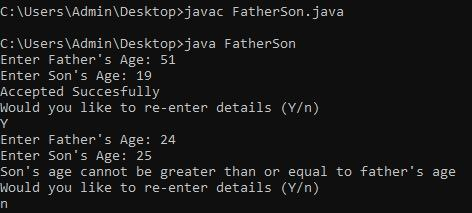 C:\Users\Admin\Desktop>javac FatherSon.java
C:\Users\Admin\Desktop>java FatherSon
Enter Father's Age: 51
Enter Son's Age: 19
Accepted Succesfully
Would you like to re-enter details (Y/n)
Y
Enter Father's Age: 24
Enter Son's Age: 25
Son's age cannot be greater than or equal to father's age
Would you like to re-enter details (Y/n)
n